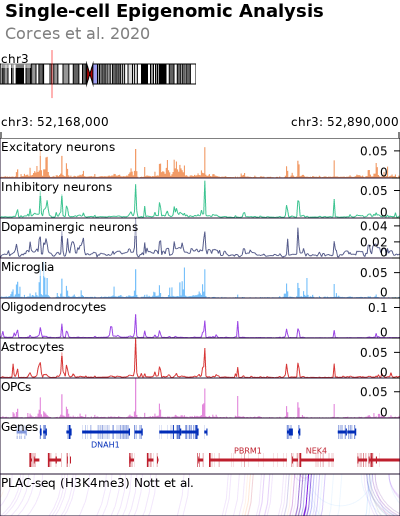 Single-cell Epigenomic Analysis
Corces et al. 2020
chr3
chr3: 52,168,000
chr3: 52,890,000
Excitatory neurons
0.05
0
Inhibitory neurons
0.05
0
Dopaminergic neurons
0.04
0.02
0
Microglia
0.05
0
Oligodendrocytes
0.1
0
Astrocytes
0.05
0
OPCs
0.05
0
Genes
DNAH1
PBRM1
NEK4
PLAC-seq (H3K4me3) Nott et al.